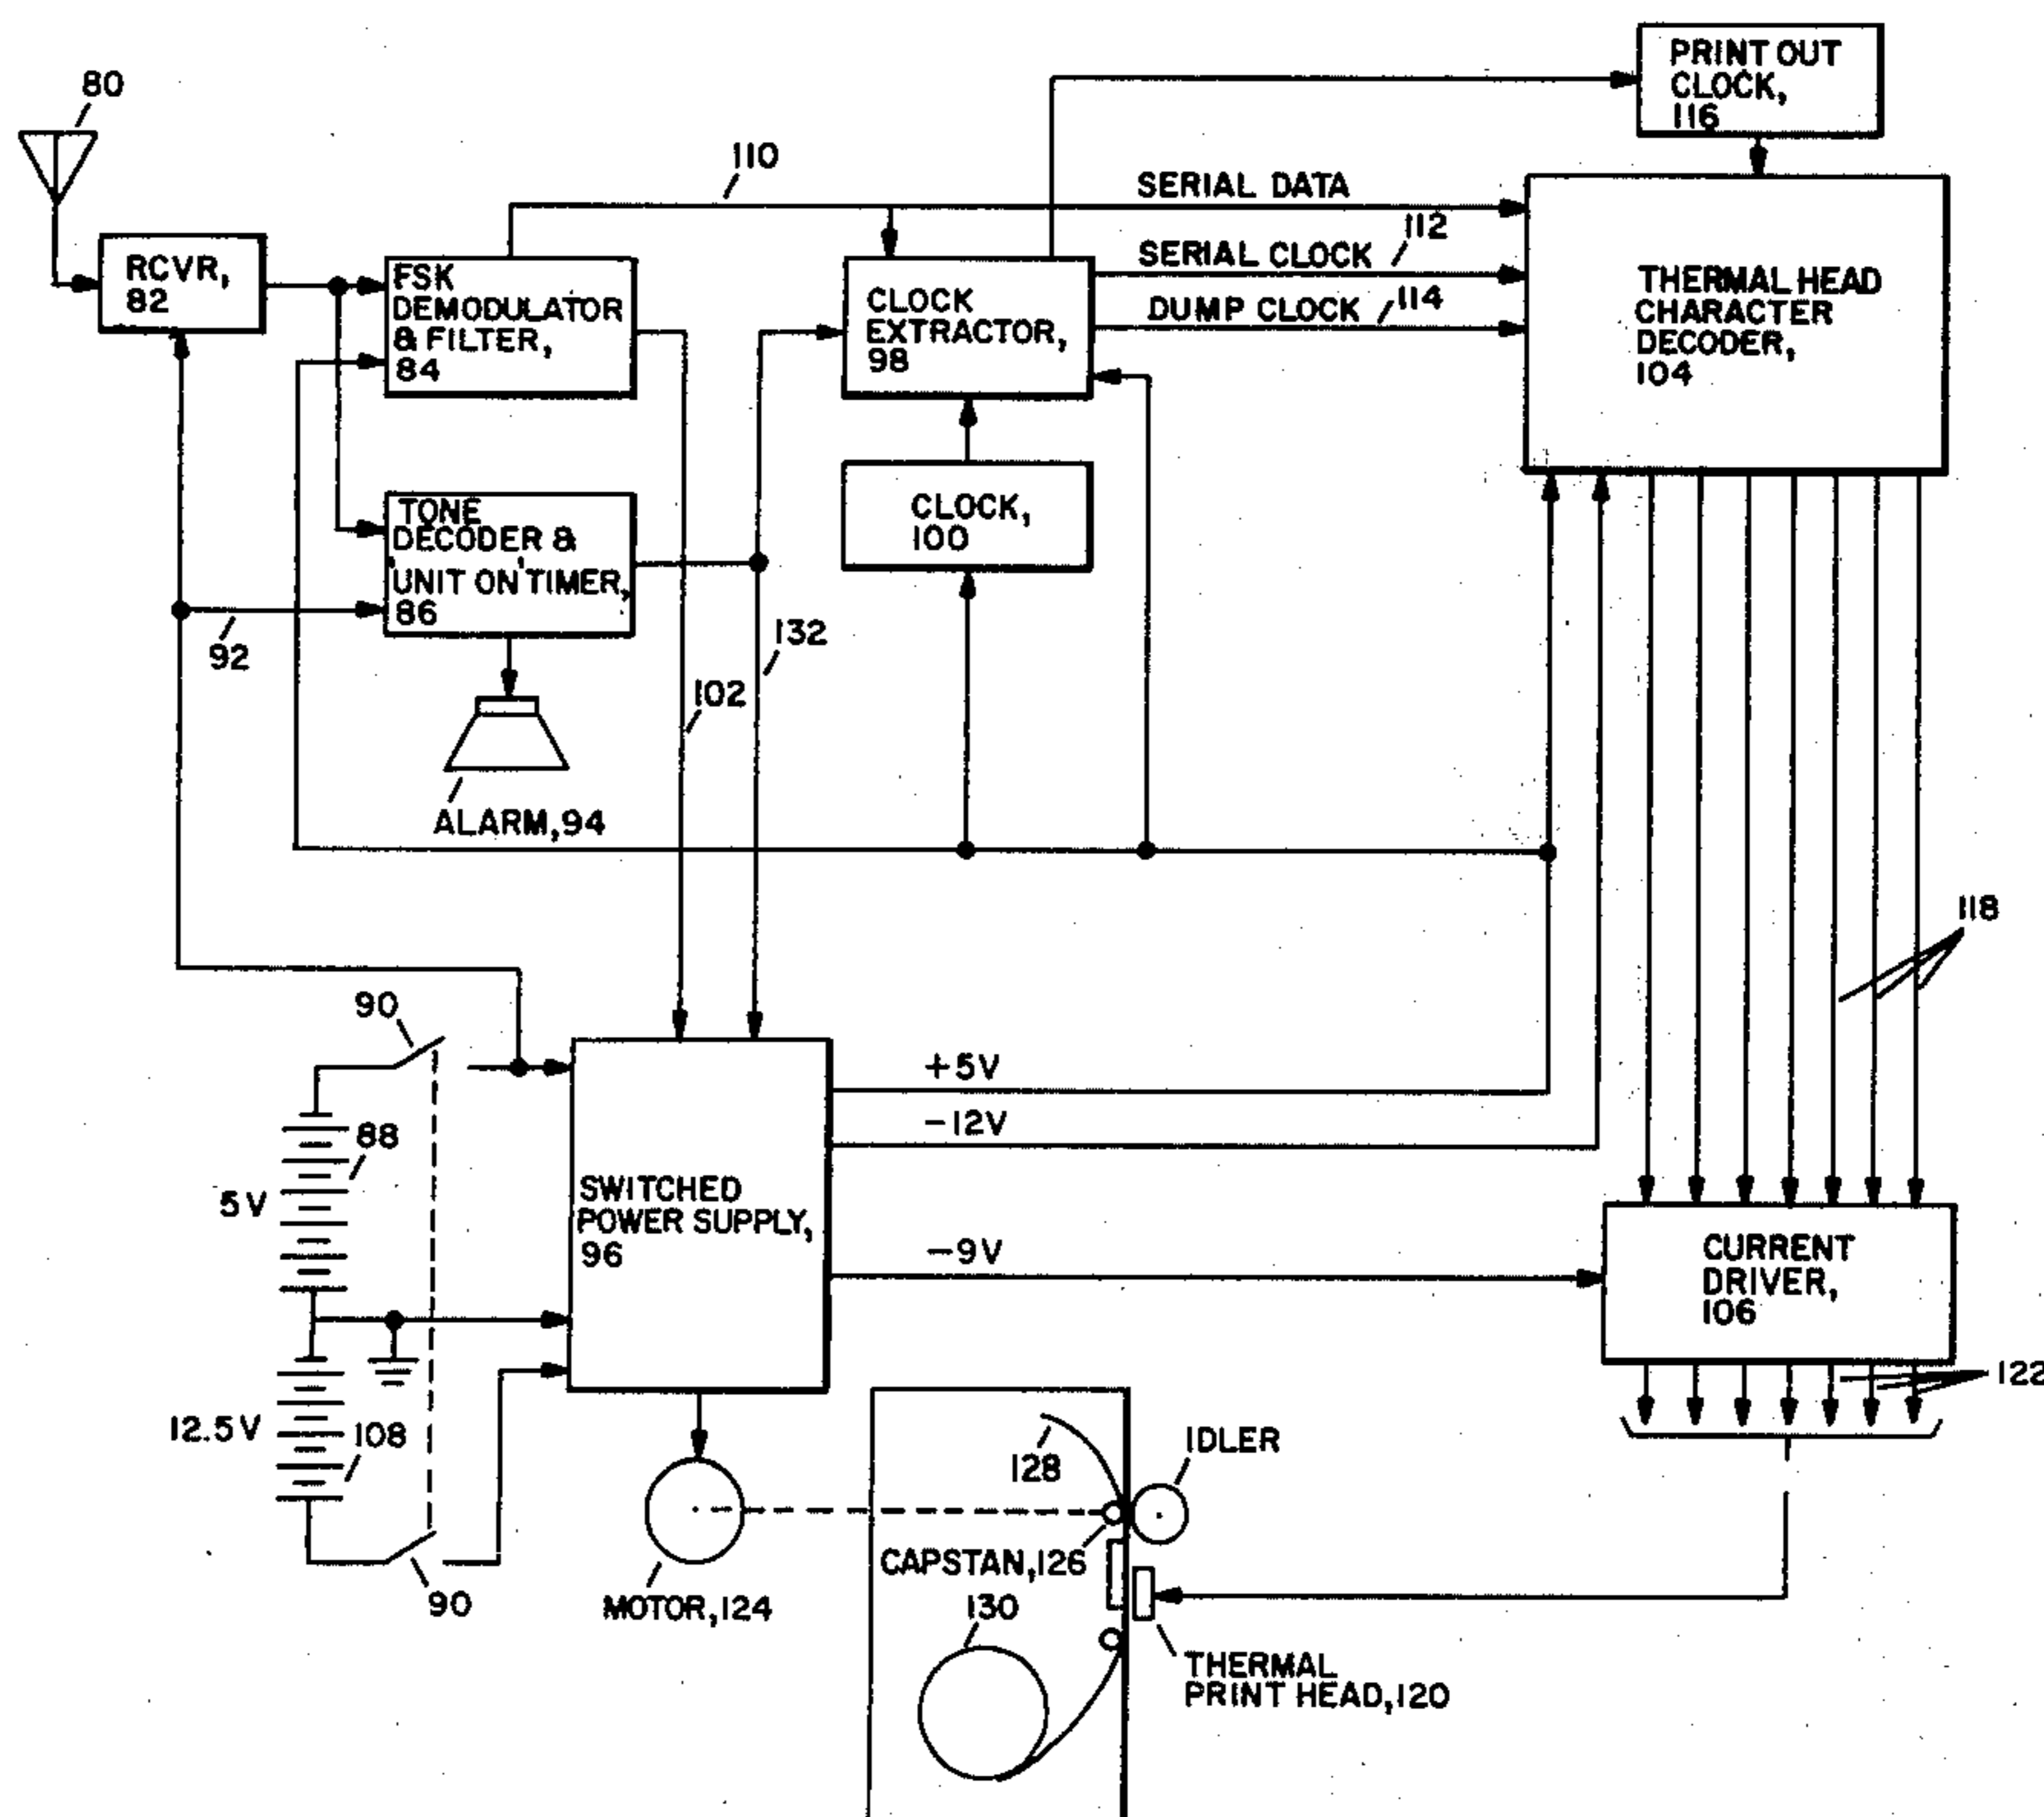 80
PRINT OUT
CLOCK,
116
110
SERIAL DATA
112
SERIAL CLOCK
DUMP CLOCK
114
RCVR,
82
FSK
DEMODULATOR
& FILTER,
84
CLOCK
EXTRACTOR,
98
THERMAL HEAD
CHARACTER
DECODER,
104
TONE
DECODER &
'UNIT ON' TIMER,
86
CLOCK,
100
92
132
102
ALARM,94
118
90
+5V
88
-12V
5V
SWITCHED
POWER SUPPLY,
96
-9V
CURRENT
DRIVER,
106
122
12.5V
108
128
IDLER
CAPSTAN,126
90
MOTOR,124
130
THERMAL
PRINT HEAD,120